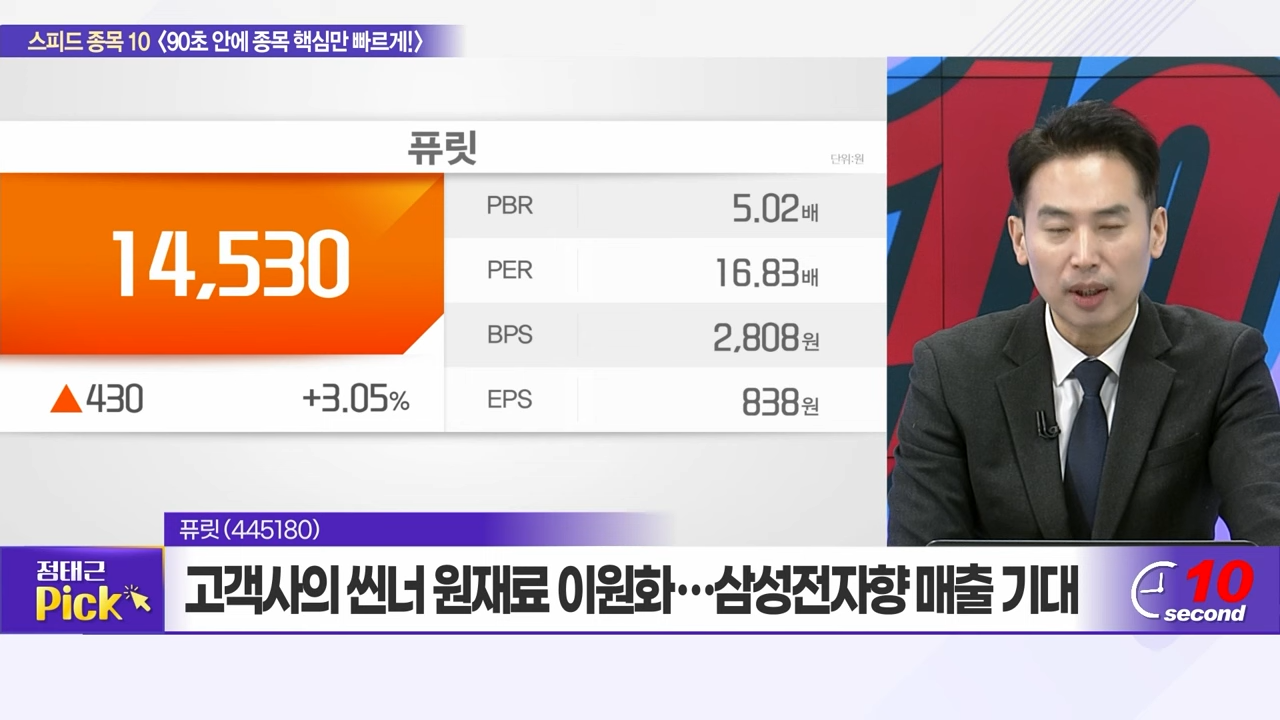 스피드 종목 10 <90초 안에 종목 핵심만 빠르게!>
퓨릿
단위:원
14,530
▲430 +3.05%
PBR 5.02배
PER 16.83배
BPS 2,808원
EPS 838원
퓨릿(445180)
정태근
Pick
고객사의 씬너 원재료 이원화…삼성전자향 매출 기대
10
second
10